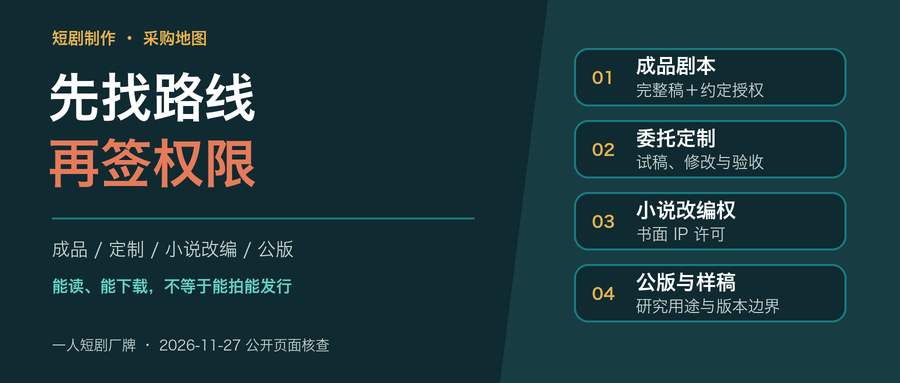 短剧制作 · 采购地图
先找路线
再签权限
成品 / 定制 / 小说改编 / 公版
能读、能下载，不等于能拍能发行
一人短剧厂牌 · 2026-11-27 公开页面核查
01
成品剧本
完整稿＋约定授权
02
委托定制
试稿、修改与验收
03
小说改编权
书面 IP 许可
04
公版与样稿
研究用途与版本边界